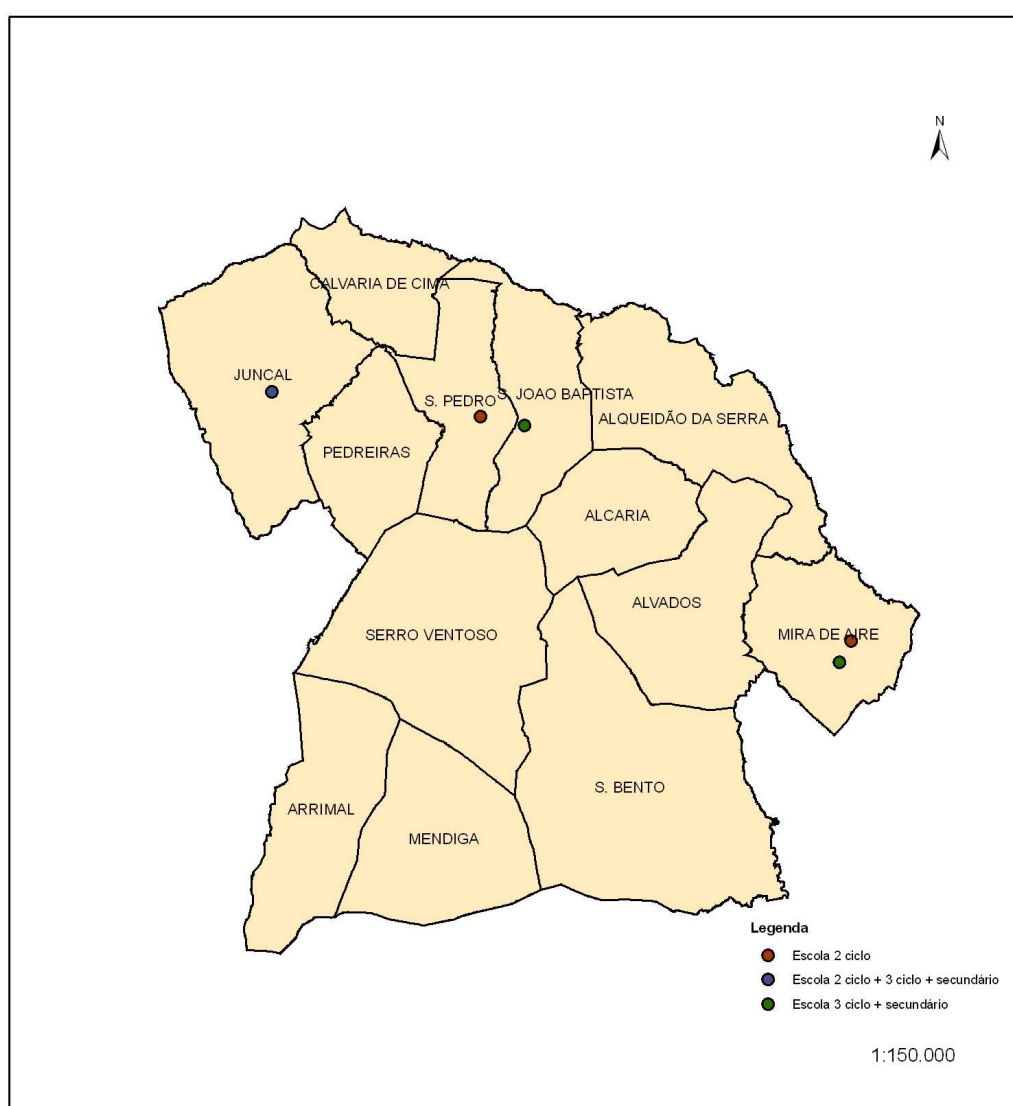 N
CALVARIA DE CIMA
JUNCAL
S. PEDRO
S. JOAO BAPTISTA
ALQUEIDÃO DA SERRA
PEDREIRAS
ALCARIA
ALVADOS
SERRO VENTOSO
MIRA DE AIRE
S. BENTO
ARRIMAL
MENDIGA
Legenda
Escola 2 ciclo
Escola 2 ciclo + 3 ciclo + secundário
Escola 3 ciclo + secundário
1:150.000